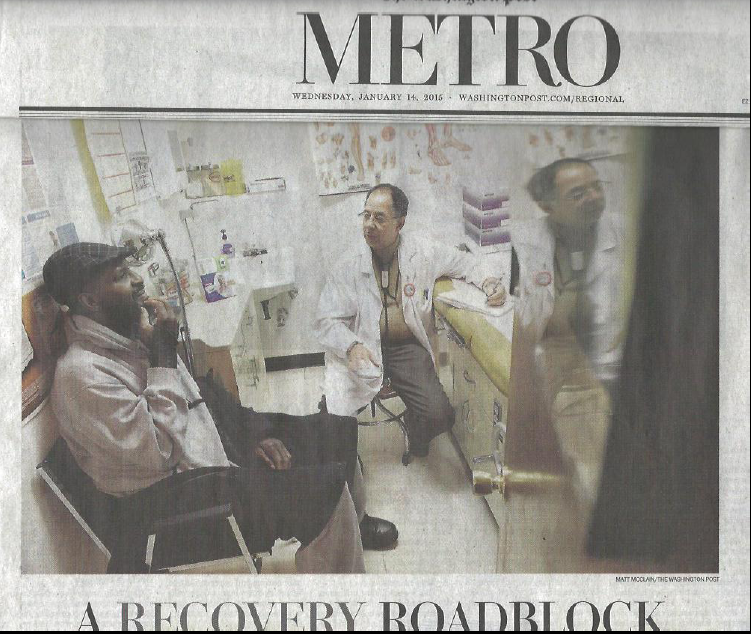 METRO
WEDNESDAY, JANUARY 14, 2015 · WASHINGTONPOST.COM/REGIONAL
MATT MCCLAIN/THE WASHINGTON POST
A RECOVERY ROADBLOCK